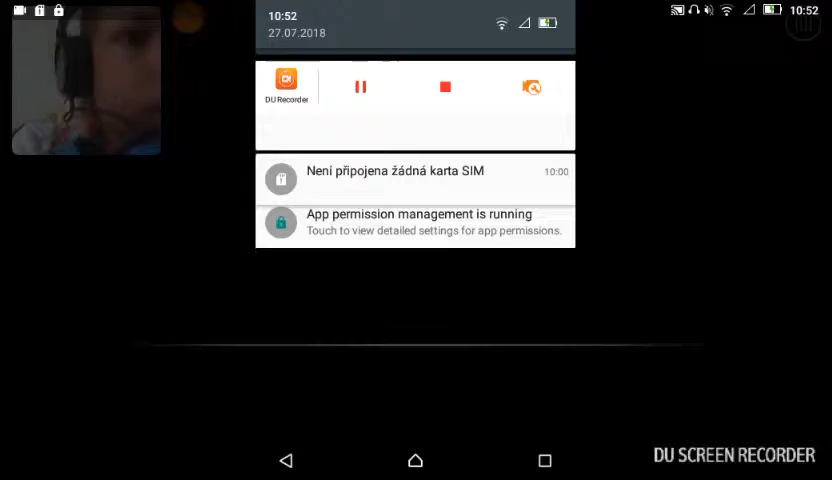 10:52
10:52
27.07.2018
DU Recorder
Není připojena žádná karta SIM
10:00
App permission management is running
Touch to view detailed settings for app permissions.
DU SCREEN RECORDER